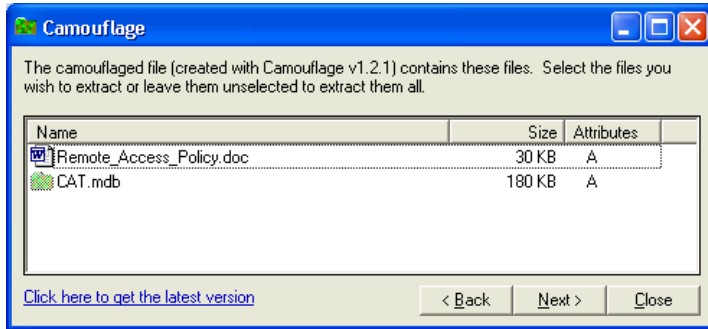 Camouflage
The camouflaged file (created with Camouflage v1.2.1) contains these files. Select the files you
wish to extract or leave them unselected to extract them all.
Name Size Attributes
Remote_Access_Policy.doc 30 KB A
CAT.mdb 180 KB A
Click here to get the latest version < Back Next > Close